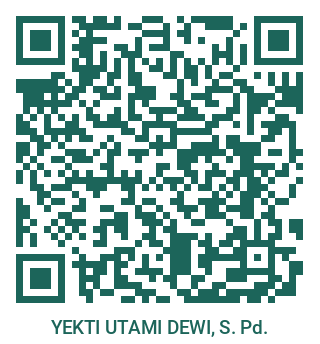 YEKTI UTAMI DEWI, S. Pd.